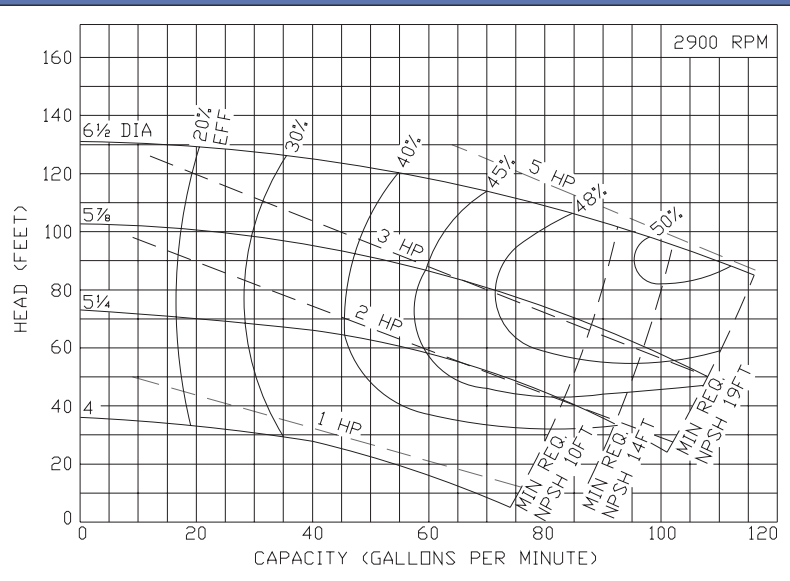 2900 RPM
160
140
120
100
80
60
40
20
0
HEAD (FEET)
6½ DIA
5⅞
5¼
4
20%
EFF
30%
40%
45%
48%
50%
5 HP
3 HP
2 HP
1 HP
MIN REQ.
NPSH 10FT
MIN REQ.
NPSH 14FT
MIN REQ.
NPSH 19FT
0
20
40
60
80
100
120
CAPACITY (GALLONS PER MINUTE)